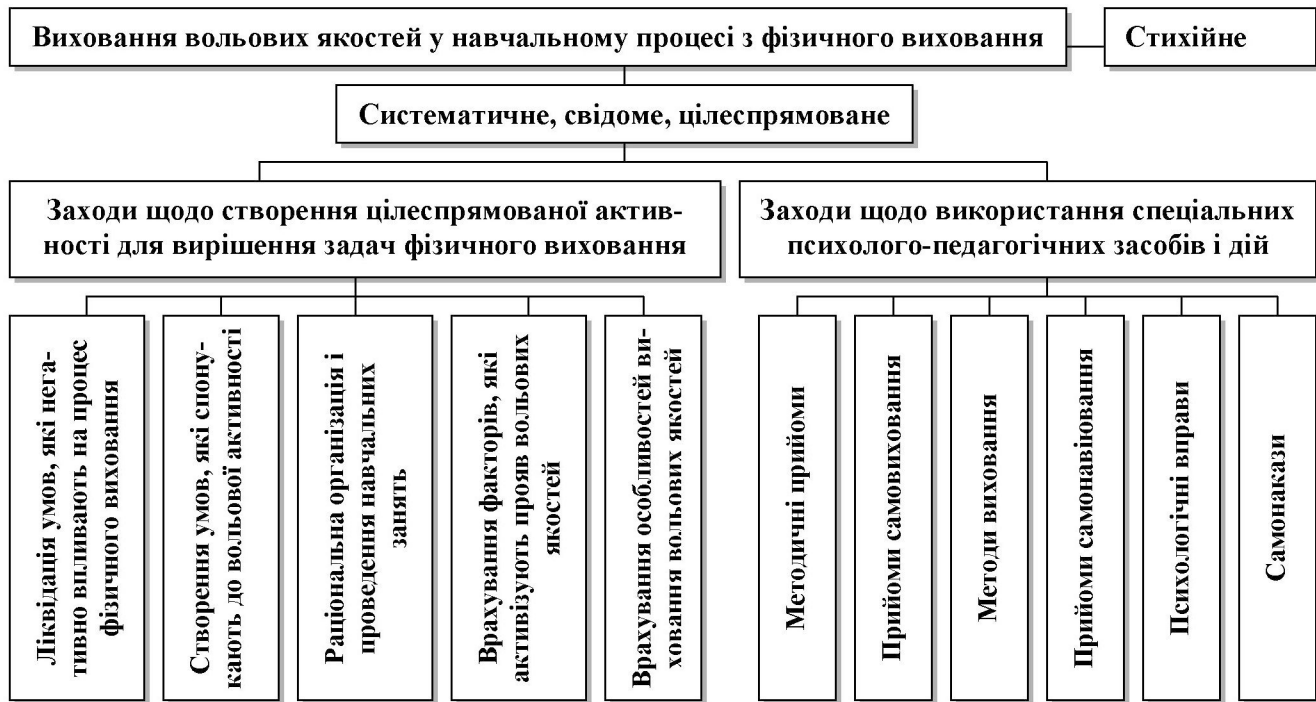 Виховання вольових якостей у навчальному процесі з фізичного виховання
Стихійне
Систематичне, свідоме, цілеспрямоване
Заходи щодо створення цілеспрямованої актив-
ності для вирішення задач фізичного виховання
Заходи щодо використання спеціальних
психолого-педагогічних засобів і дій
Ліквідація умов, які нега-
тивно впливають на процес
фізичного виховання
Створення умов, які спону-
кають до вольової активності
Раціональна організація і
проведення навчальних
занять
Врахування факторів, які
активізують прояв вольових
якостей
Врахування особливостей ви-
ховання вольових якостей
Методичні прийоми
Прийоми самовиховання
Методи виховання
Прийоми самонавіювання
Психологічні вправи
Самонакази